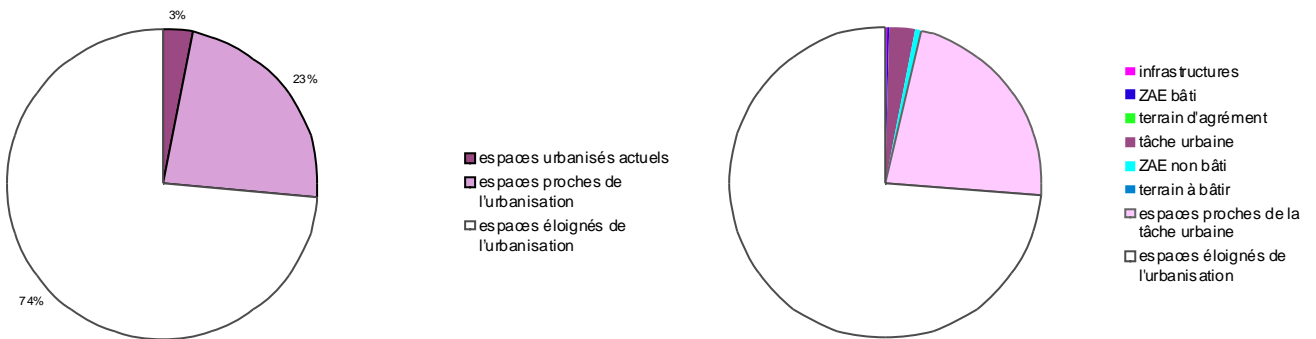 3%
23%
74%
espaces urbanisés actuels
espaces proches de
l'urbanisation
espaces éloignés de
l'urbanisation
infrastructures
ZAE bâti
terrain d'agrément
tâche urbaine
ZAE non bâti
terrain à bâtir
espaces proches de la
tâche urbaine
espaces éloignés de
l'urbanisation